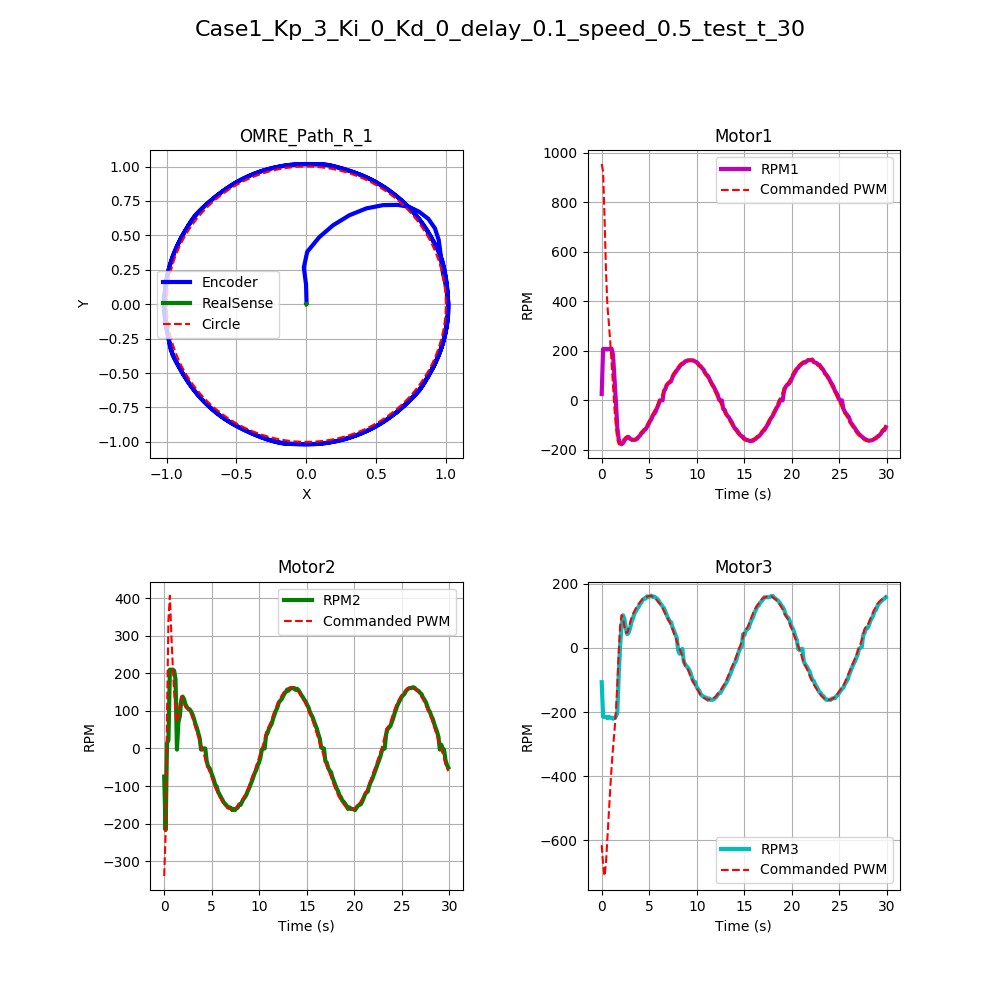 Case1_Kp_3_Ki_0_Kd_0_delay_0.1_speed_0.5_test_t_30
OMRE_Path_R_1
1.00
0.75
0.50
0.25
0.00
−0.25
−0.50
−0.75
−1.00
Y
Encoder
RealSense
Circle
−1.0 −0.5 0.0 0.5 1.0
X
Motor1
1000
800
600
400
200
0
−200
RPM
RPM1
Commanded PWM
0 5 10 15 20 25 30
Time (s)
Motor2
400
300
200
100
0
−100
−200
−300
RPM
RPM2
Commanded PWM
0 5 10 15 20 25 30
Time (s)
Motor3
200
0
−200
−400
−600
RPM
RPM3
Commanded PWM
0 5 10 15 20 25 30
Time (s)